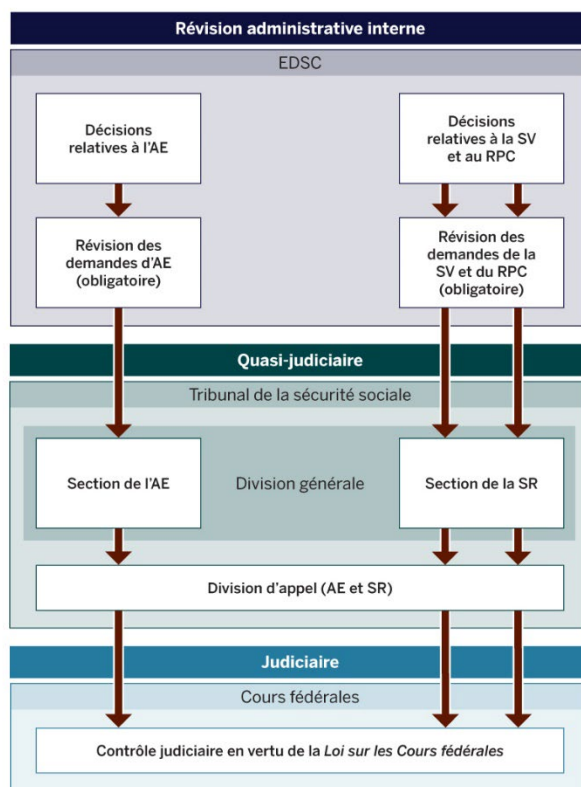 Révision administrative interne
EDSC
Décisions
relatives à l'AE
Décisions
relatives à la SV
et au RPC
Révision des
demandes d'AE
(obligatoire)
Révision des
demandes de la
SV et du RPC
(obligatoire)
Quasi-judiciaire
Tribunal de la sécurité sociale
Section de l'AE
Division générale
Section de la SR
Division d'appel (AE et SR)
Judiciaire
Cours fédérales
Contrôle judiciaire en vertu de la Loi sur les Cours fédérales